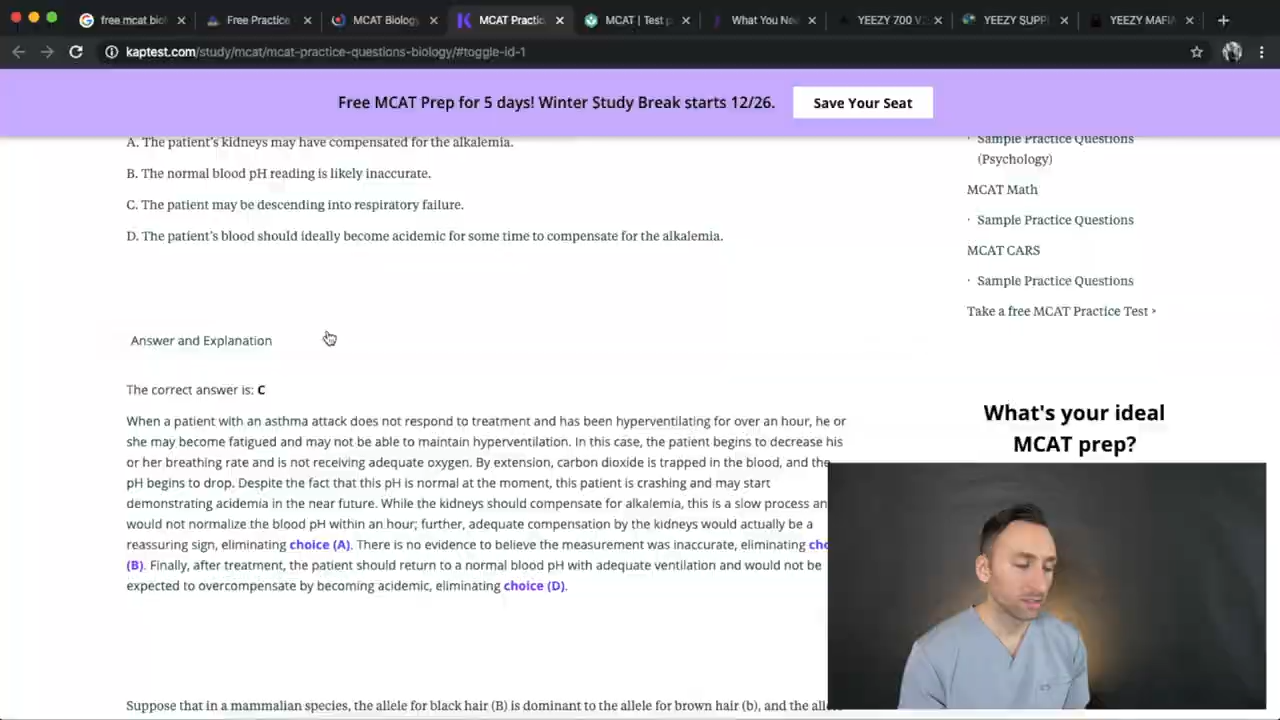 free mcat biol
Free Practice
MCAT Biology
MCAT Practic
MCAT | Test p
What You Nee
YEEZY 700 V
YEEZY SUPP
YEEZY MAFIA
kaptest.com/study/mcat/mcat-practice-questions-biology/#toggle-id-1
Free MCAT Prep for 5 days! Winter Study Break starts 12/26.
Save Your Seat
A. The patient's kidneys may have compensated for the alkalemia.
B. The normal blood pH reading is likely inaccurate.
C. The patient may be descending into respiratory failure.
D. The patient's blood should ideally become acidemic for some time to compensate for the alkalemia.
Answer and Explanation
The correct answer is: C
When a patient with an asthma attack does not respond to treatment and has been hyperventilating for over an hour, he or
she may become fatigued and may not be able to maintain hyperventilation. In this case, the patient begins to decrease his
or her breathing rate and is not receiving adequate oxygen. By extension, carbon dioxide is trapped in the blood, and the
pH begins to drop. Despite the fact that this pH is normal at the moment, this patient is crashing and may start
demonstrating acidemia in the near future. While the kidneys should compensate for alkalemia, this is a slow process an
would not normalize the blood pH within an hour; further, adequate compensation by the kidneys would actually be a
reassuring sign, eliminating choice (A). There is no evidence to believe the measurement was inaccurate, eliminating cho
(B). Finally, after treatment, the patient should return to a normal blood pH with adequate ventilation and would not be
expected to overcompensate by becoming acidemic, eliminating choice (D).
Suppose that in a mammalian species, the allele for black hair (B) is dominant to the allele for brown hair (b), and the alle
Sample Practice Questions
(Psychology)
MCAT Math
Sample Practice Questions
MCAT CARS
Sample Practice Questions
Take a free MCAT Practice Test >
What's your ideal
MCAT prep?